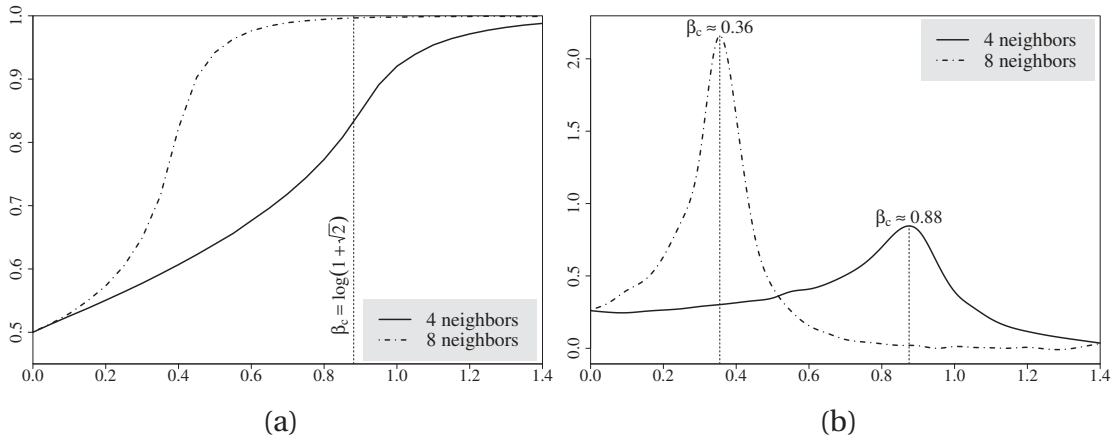 1.0
0.9
0.8
0.7
0.6
0.5
0.0 0.2 0.4 0.6 0.8 1.0 1.2 1.4
β_c = log(1 + √2)
4 neighbors
8 neighbors
(a)
2.0
1.5
1.0
0.5
0.0
0.0 0.2 0.4 0.6 0.8 1.0 1.2 1.4
β_c ≈ 0.36
β_c ≈ 0.88
4 neighbors
8 neighbors
(b)